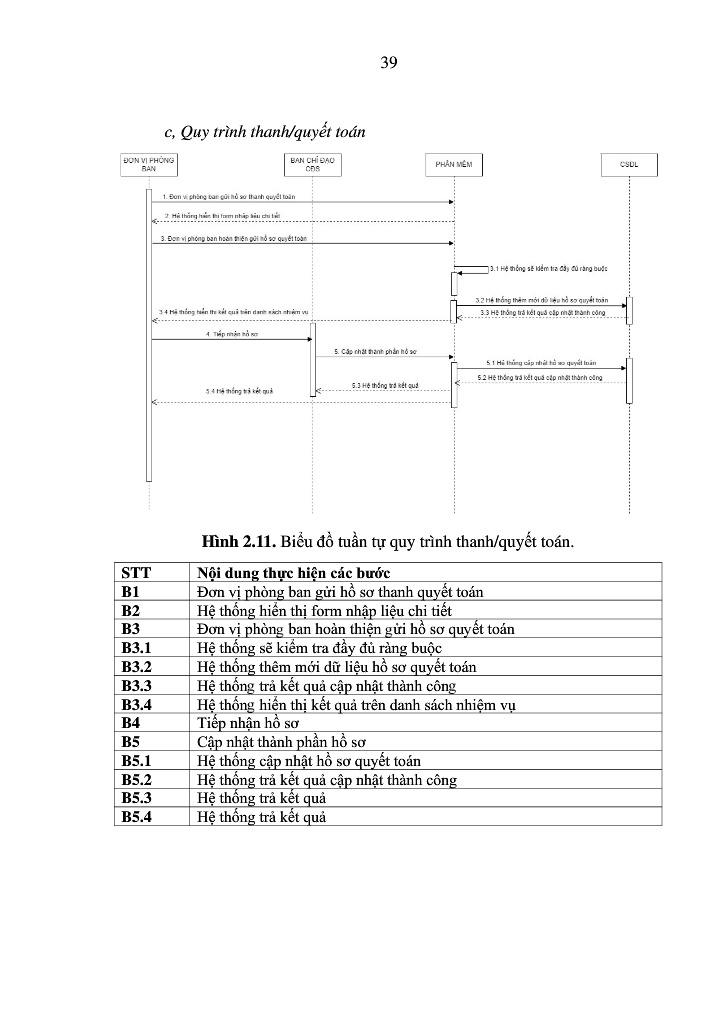 39
c, Quy trình thanh/quyết toán
ĐƠN VỊ PHÒNG
BAN
BAN CHỈ ĐẠO
CĐS
PHẦN MỀM
CSDL
1. Đơn vị phòng ban gửi hồ sơ thanh quyết toán
2. Hệ thống hiển thị form nhập liệu chi tiết
3. Đơn vị phòng ban hoàn thiện gửi hồ sơ quyết toán
3.1 Hệ thống sẽ kiểm tra đầy đủ ràng buộc
3.2 Hệ thống thêm mới dữ liệu hồ sơ quyết toán
3.3 Hệ thống trả kết quả cập nhật thành công
3.4 Hệ thống hiển thị kết quả trên danh sách nhiệm vụ
4. Tiếp nhận hồ sơ
5. Cập nhật thành phần hồ sơ
5.1 Hệ thống cập nhật hồ sơ quyết toán
5.2 Hệ thống trả kết quả cập nhật thành công
5.3 Hệ thống trả kết quả
5.4 Hệ thống trả kết quả
Hình 2.11. Biểu đồ tuần tự quy trình thanh/quyết toán.
STT Nội dung thực hiện các bước
B1 Đơn vị phòng ban gửi hồ sơ thanh quyết toán
B2 Hệ thống hiển thị form nhập liệu chi tiết
B3 Đơn vị phòng ban hoàn thiện gửi hồ sơ quyết toán
B3.1 Hệ thống sẽ kiểm tra đầy đủ ràng buộc
B3.2 Hệ thống thêm mới dữ liệu hồ sơ quyết toán
B3.3 Hệ thống trả kết quả cập nhật thành công
B3.4 Hệ thống hiển thị kết quả trên danh sách nhiệm vụ
B4 Tiếp nhận hồ sơ
B5 Cập nhật thành phần hồ sơ
B5.1 Hệ thống cập nhật hồ sơ quyết toán
B5.2 Hệ thống trả kết quả cập nhật thành công
B5.3 Hệ thống trả kết quả
B5.4 Hệ thống trả kết quả